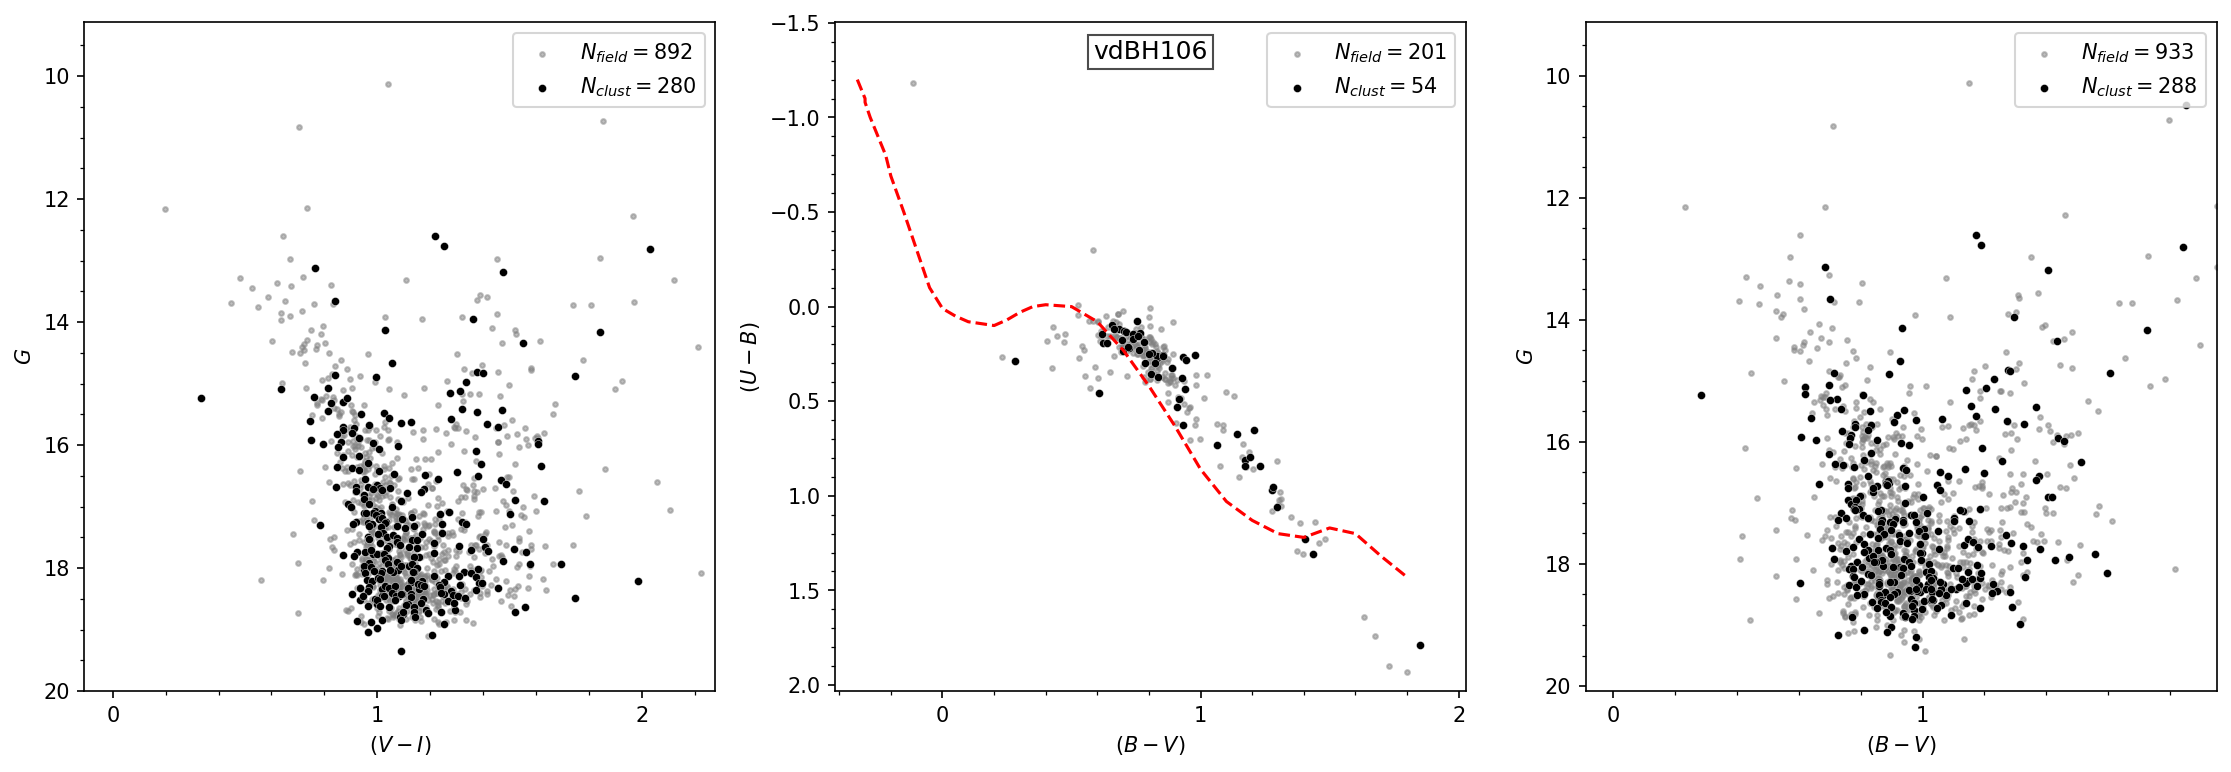 N_field = 892
N_clust = 280
10
12
14
16
18
20
G
0
1
2
(V − I)
vdBH106
N_field = 201
N_clust = 54
−1.5
−1.0
−0.5
0.0
0.5
1.0
1.5
2.0
(U − B)
0
1
2
(B − V)
N_field = 933
N_clust = 288
10
12
14
16
18
20
G
0
1
(B − V)